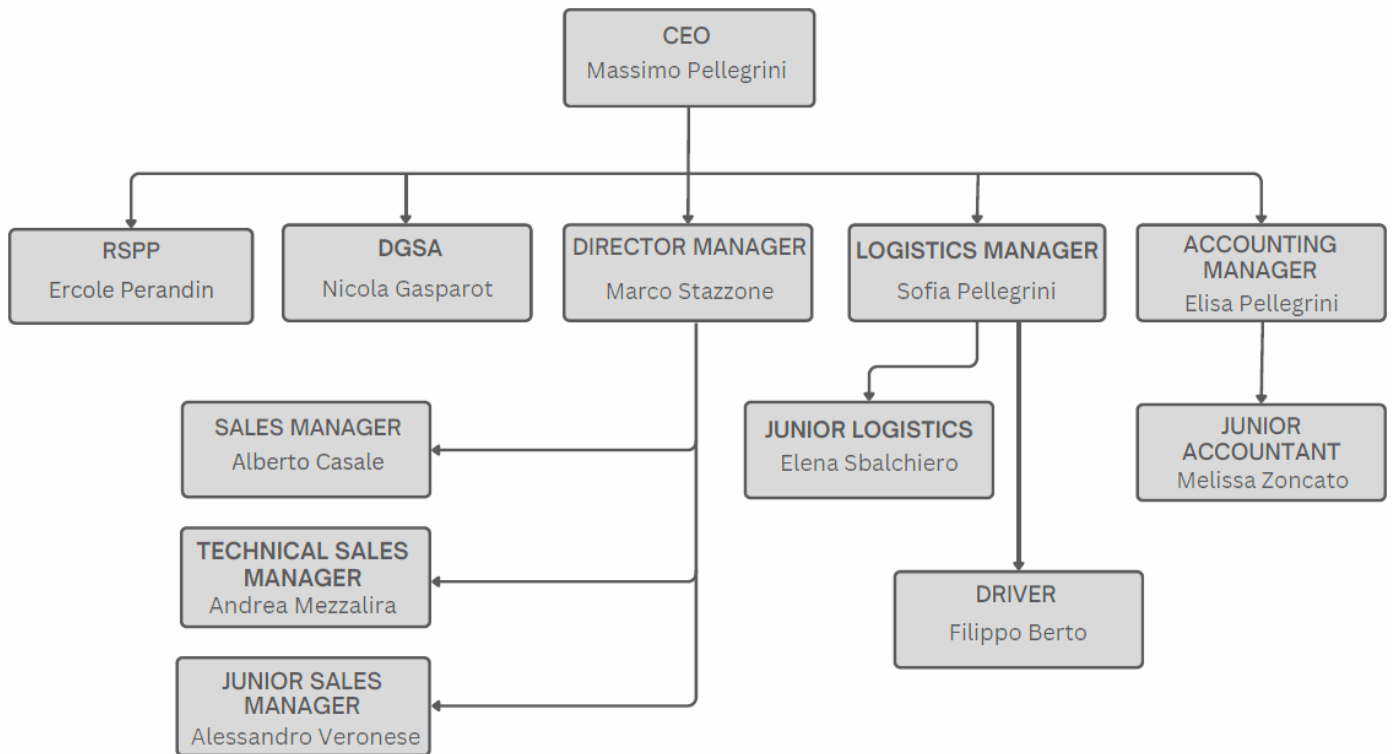 CEO
Massimo Pellegrini
RSPP
Ercole Perandin
DGSA
Nicola Gasparot
DIRECTOR MANAGER
Marco Stazzone
LOGISTICS MANAGER
Sofia Pellegrini
ACCOUNTING
MANAGER
Elisa Pellegrini
SALES MANAGER
Alberto Casale
JUNIOR LOGISTICS
Elena Sbalchiero
JUNIOR
ACCOUNTANT
Melissa Zoncato
TECHNICAL SALES
MANAGER
Andrea Mezzalira
DRIVER
Filippo Berto
JUNIOR SALES
MANAGER
Alessandro Veronese